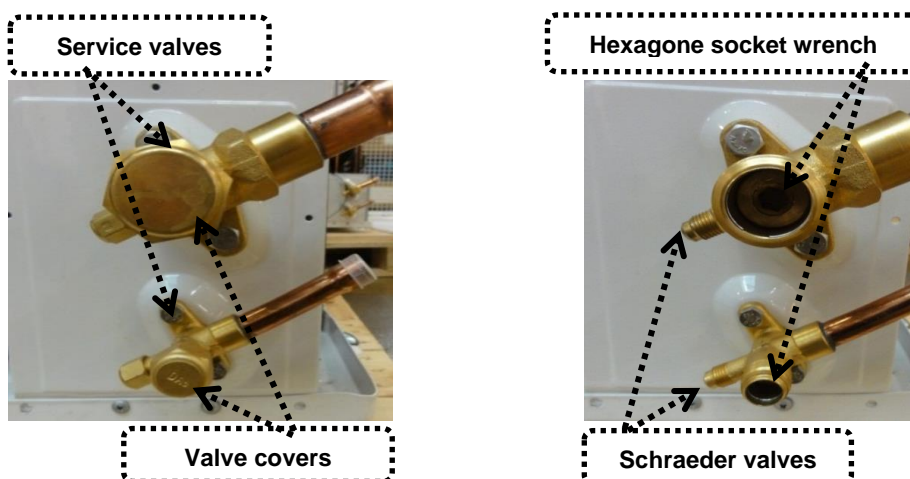 Service valves
Hexagone socket wrench
Valve covers
Schraeder valves